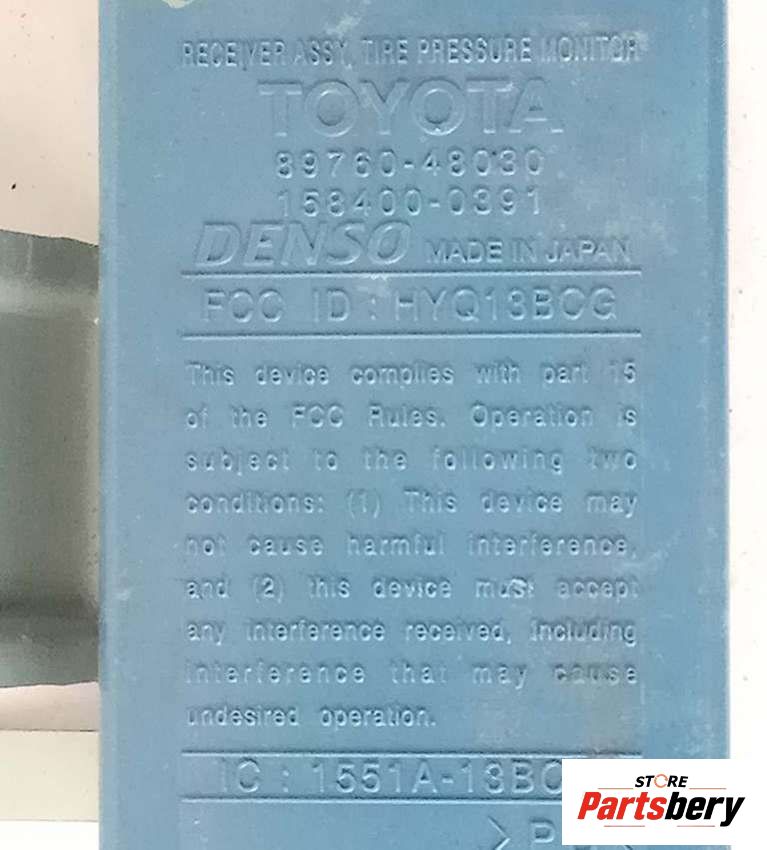 RECEIVER ASSY, TIRE PRESSURE MONITOR
TOYOTA
89760-48030
158400-0391
DENSO MADE IN JAPAN
FCC ID : HYQ13BCG
This device complies with part 15
of the FCC Rules. Operation is
subject to the following two
conditions: (1) This device may
not cause harmful interference,
and (2) this device must accept
any interference received, including
interference that may cause
undesired operation.
IC : 1551A-13BC
STORE
Partsbery